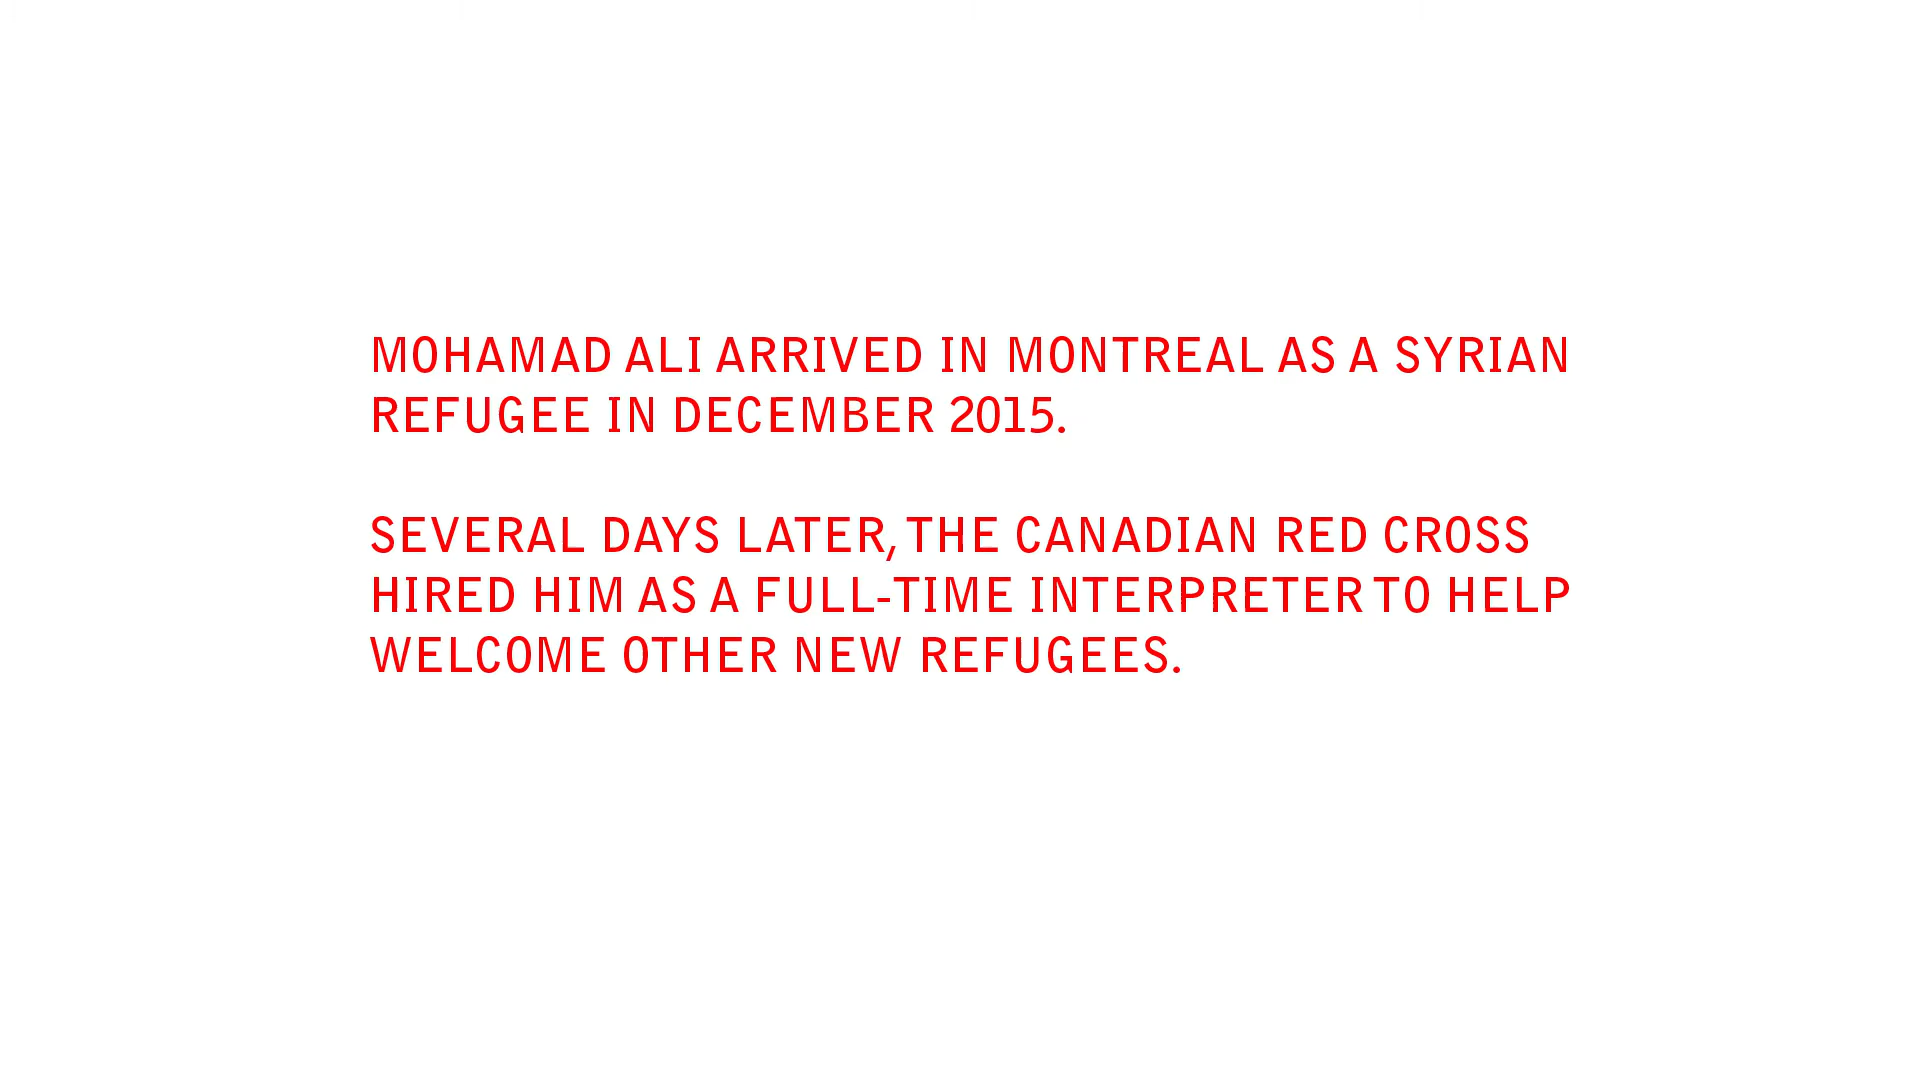 MOHAMAD ALI ARRIVED IN MONTREAL AS A SYRIAN
REFUGEE IN DECEMBER 2015.
SEVERAL DAYS LATER, THE CANADIAN RED CROSS
HIRED HIM AS A FULL-TIME INTERPRETER TO HELP
WELCOME OTHER NEW REFUGEES.